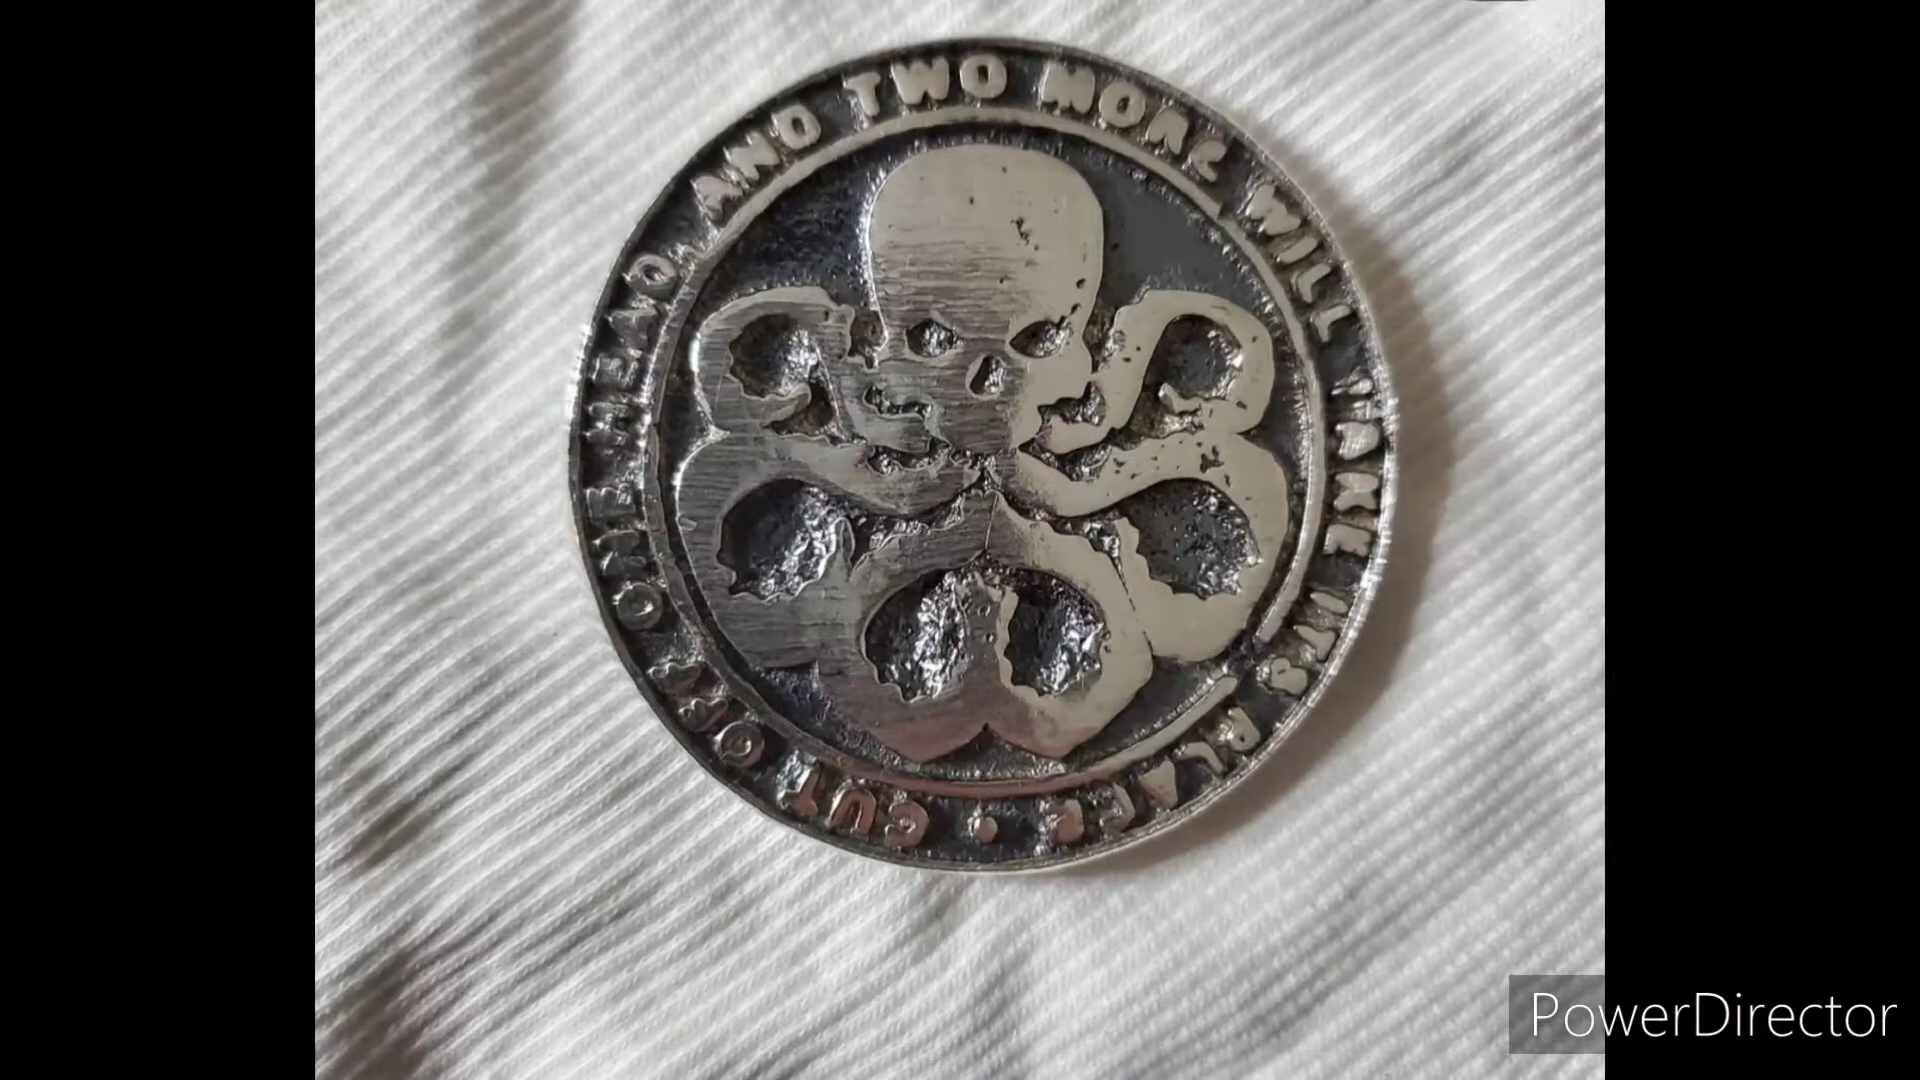 CUT OFF ONE HEAD, AND TWO MORE WILL TAKE ITS PLACE •
PowerDirector